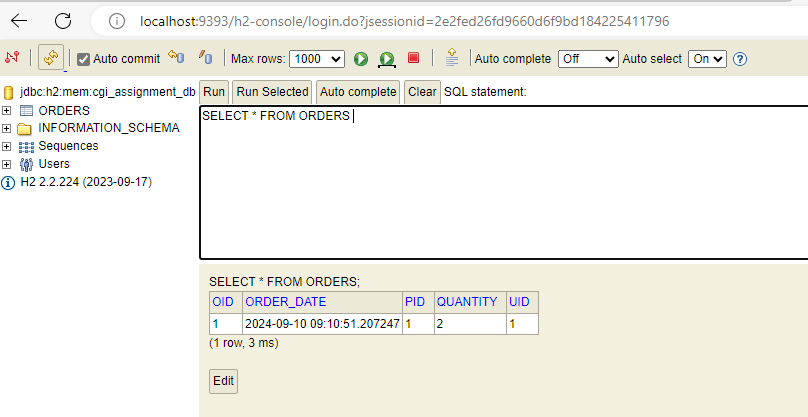 localhost:9393/h2-console/login.do?jsessionid=2e2fed26fd9660d6f9bd184225411796
Auto commit Max rows: 1000 Auto complete Off Auto select On
jdbc:h2:mem:cgi_assignment_db
ORDERS
INFORMATION_SCHEMA
Sequences
Users
H2 2.2.224 (2023-09-17)
Run Run Selected Auto complete Clear SQL statement:
SELECT * FROM ORDERS
SELECT * FROM ORDERS;
OID ORDER_DATE PID QUANTITY UID
1 2024-09-10 09:10:51.207247 1 2 1
(1 row, 3 ms)
Edit